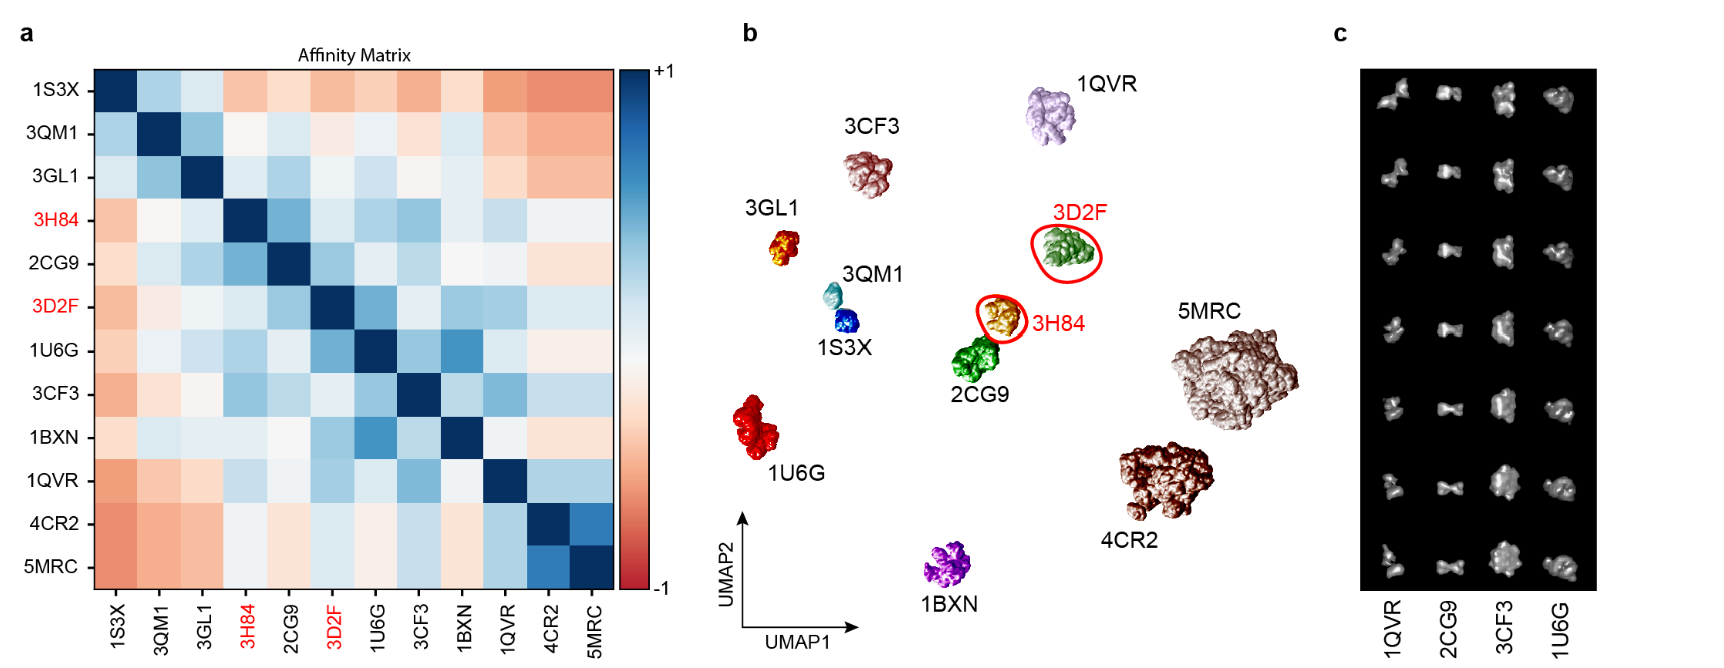 a
Affinity Matrix
1S3X
3QM1
3GL1
3H84
2CG9
3D2F
1U6G
3CF3
1BXN
1QVR
4CR2
5MRC
1S3X
3QM1
3GL1
3H84
2CG9
3D2F
1U6G
3CF3
1BXN
1QVR
4CR2
5MRC
+1
-1
b
1QVR
3CF3
3GL1
3D2F
3QM1
5MRC
3H84
1S3X
2CG9
1U6G
4CR2
1BXN
UMAP2
UMAP1
c
1QVR
2CG9
3CF3
1U6G